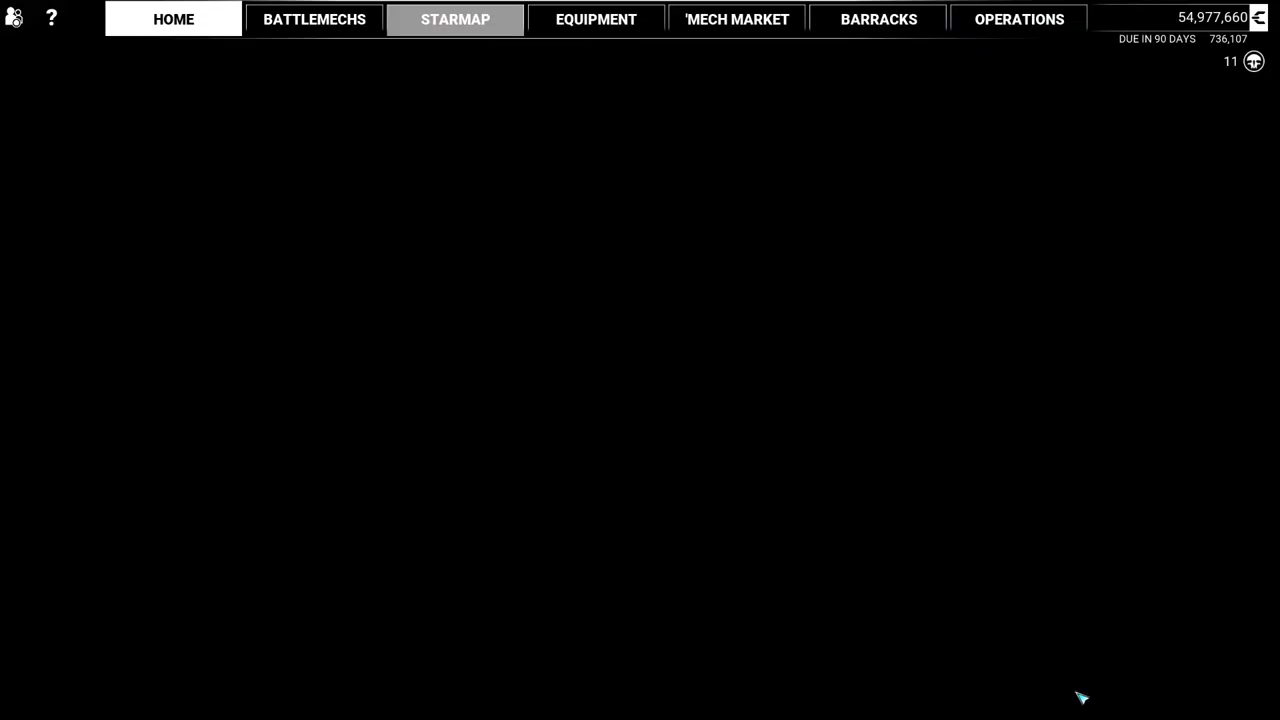 ?
HOME
BATTLEMECHS
STARMAP
EQUIPMENT
'MECH MARKET
BARRACKS
OPERATIONS
54,977,660
DUE IN 90 DAYS 736,107
11